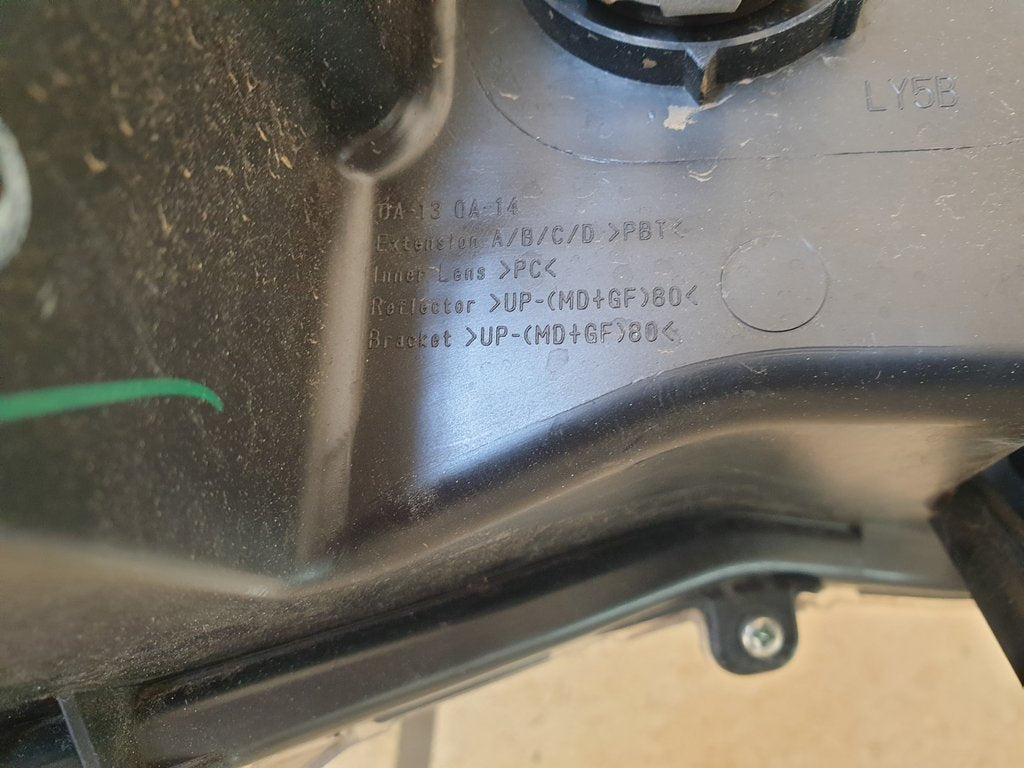 LY5B
0A-13 0A-14
Extension A/B/C/D >PBT<
Inner Lens >PC<
Reflector >UP-(MD+GF)80<
Bracket >UP-(MD+GF)80<